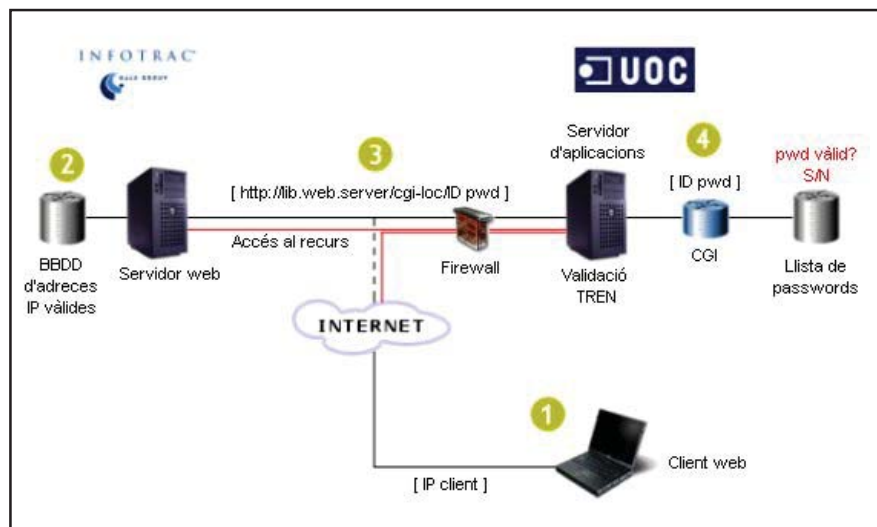 INFOTRAC
GALE GROUP
UOC
2
3
4
Servidor
d'aplicacions
pwd vàlid?
S/N
[ http://lib.web.server/cgi-loc/ID pwd ]
[ ID pwd ]
Accés al recurs
BBDD
d'adreces
IP vàlides
Servidor web
Firewall
Validació
TREN
CGI
Llista de
passwords
INTERNET
1
Client web
[ IP client ]